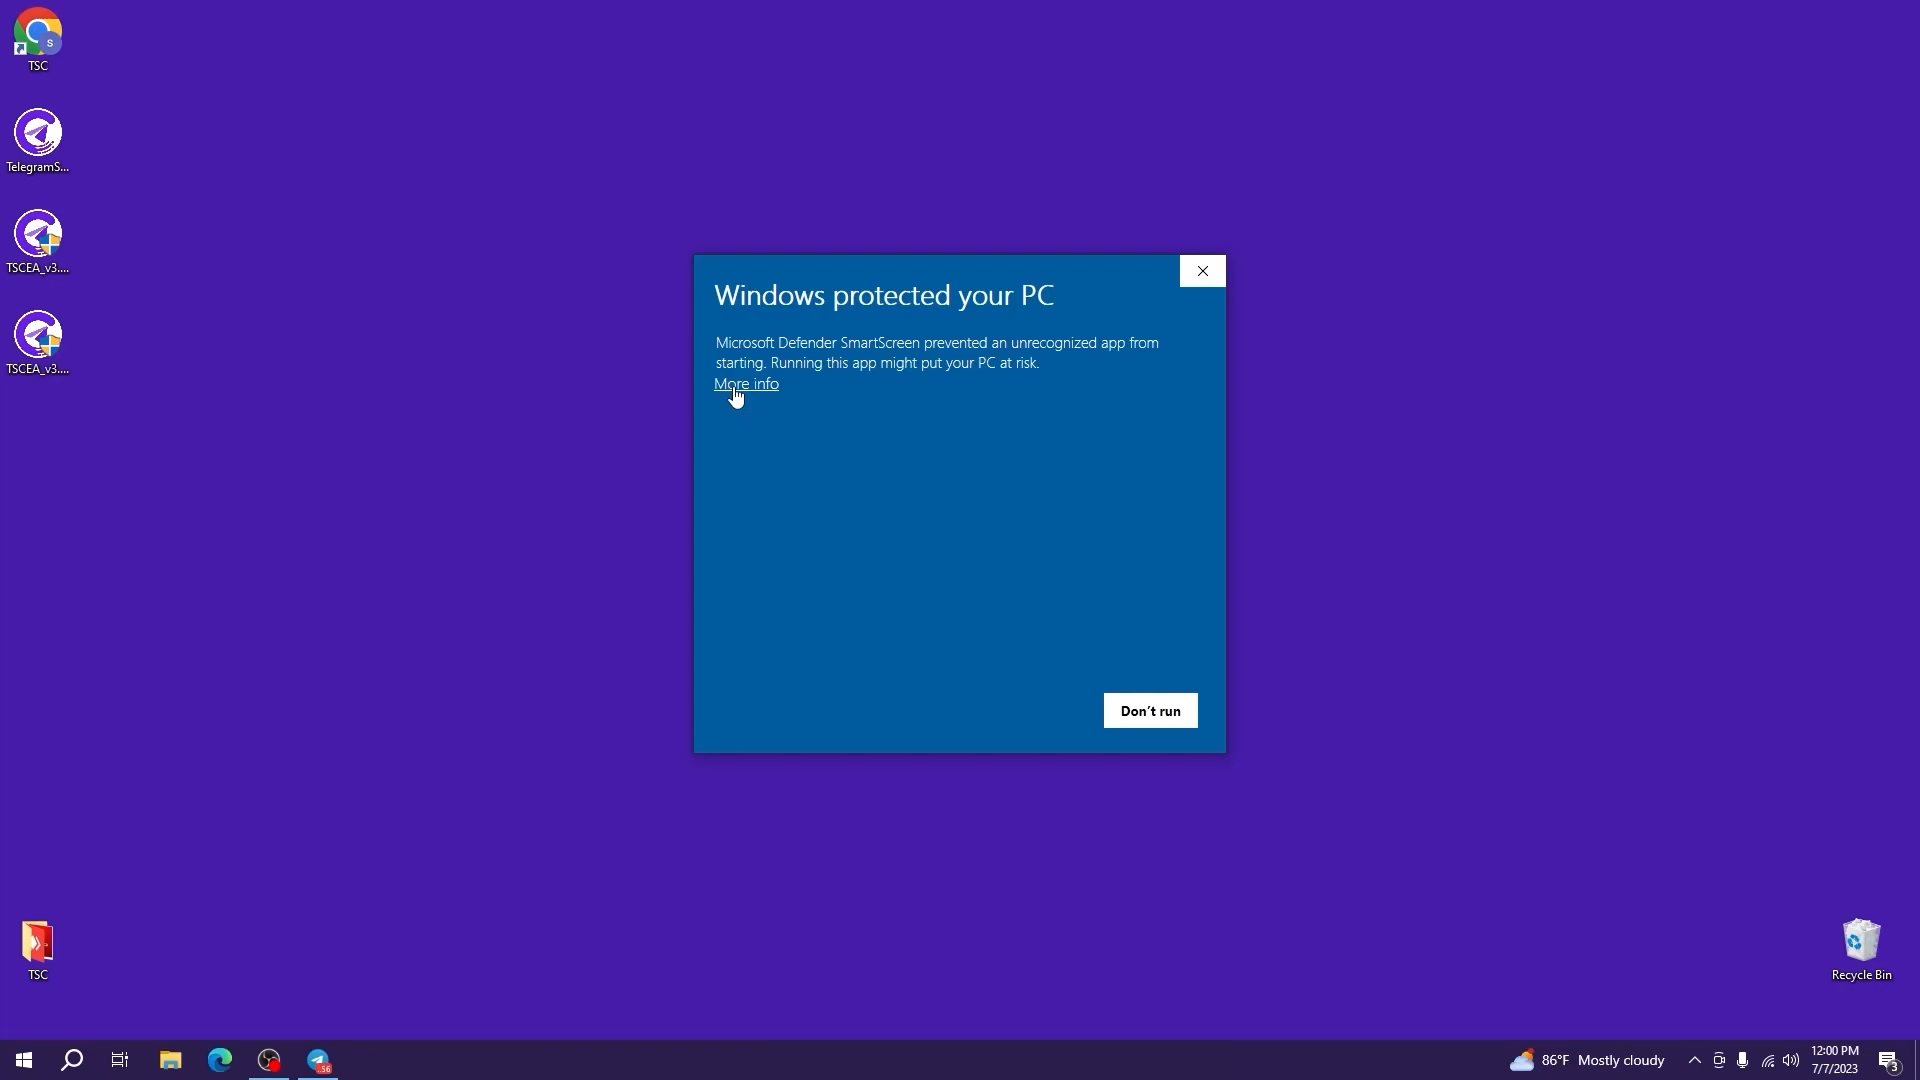 TSC
TelegramS...
TSCEA_v3....
TSCEA_v3....
Windows protected your PC
Microsoft Defender SmartScreen prevented an unrecognized app from
starting. Running this app might put your PC at risk.
More info
Don't run
TSC
Recycle Bin
86°F Mostly cloudy
12:00 PM
7/7/2023
3
..56
S